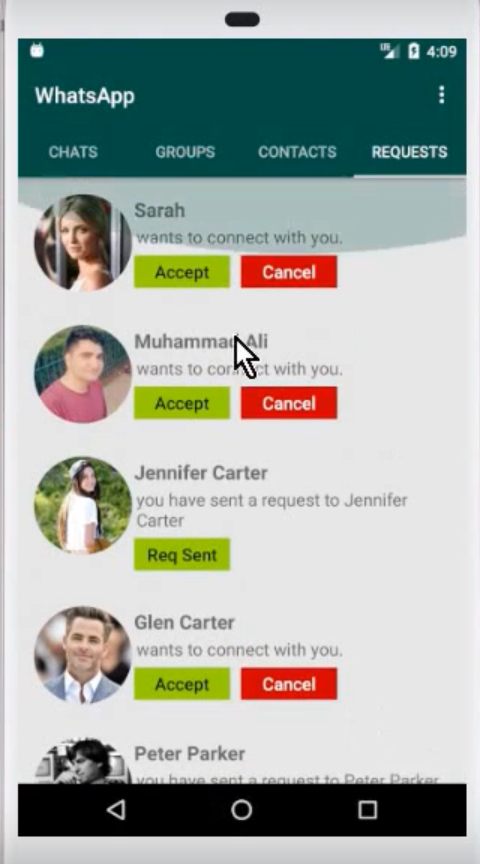 4:09
WhatsApp
CHATS GROUPS CONTACTS REQUESTS
Sarah
wants to connect with you.
Accept Cancel
Muhammad Ali
wants to connect with you.
Accept Cancel
Jennifer Carter
you have sent a request to Jennifer
Carter
Req Sent
Glen Carter
wants to connect with you.
Accept Cancel
Peter Parker
you have sent a request to Peter Parker